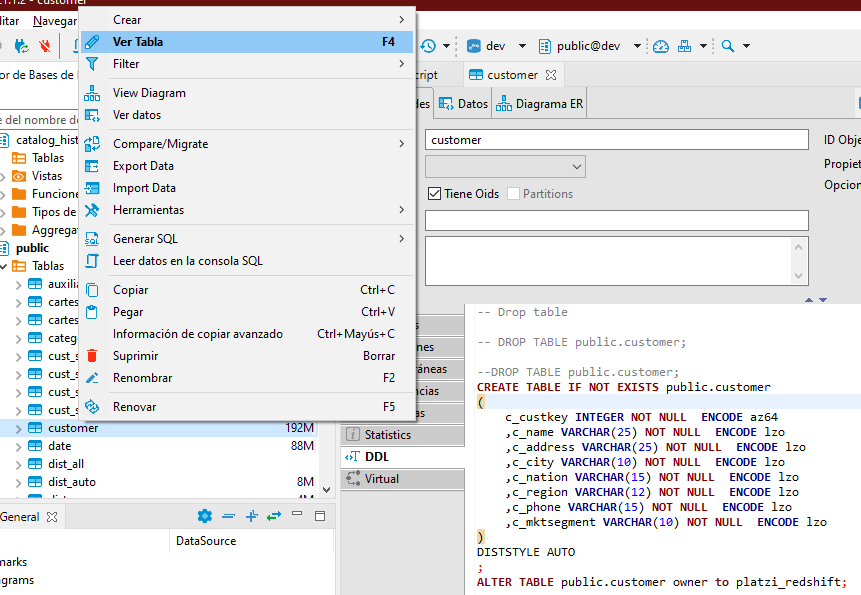 customer
Navegar
Crear
Ver Tabla F4
Filter
View Diagram
Ver datos
Compare/Migrate
Export Data
Import Data
Herramientas
Generar SQL
Leer datos en la consola SQL
Copiar Ctrl+C
Pegar Ctrl+V
Información de copiar avanzado Ctrl+Mayús+C
Suprimir Borrar
Renombrar F2
Renovar F5
dev
public@dev
cript
customer
des
Datos
Diagrama ER
customer
ID Obje
Propiet
Tiene Oids
Partitions
Opcion
or de Bases de
e del nombre de
catalog_hist
Tablas
Vistas
Funcione
Tipos de
Agregat
public
Tablas
auxilia
cartes
cartes
categ
cust_s
cust_s
cust_s
cust_s
customer 192M
date 88M
dist_all
dist_auto 8M
4M
General
DataSource
marks
grams
s
nes
ráneas
ncias
as
Statistics
DDL
Virtual
-- Drop table
-- DROP TABLE public.customer;
--DROP TABLE public.customer;
CREATE TABLE IF NOT EXISTS public.customer
(
c_custkey INTEGER NOT NULL ENCODE az64
,c_name VARCHAR(25) NOT NULL ENCODE lzo
,c_address VARCHAR(25) NOT NULL ENCODE lzo
,c_city VARCHAR(10) NOT NULL ENCODE lzo
,c_nation VARCHAR(15) NOT NULL ENCODE lzo
,c_region VARCHAR(12) NOT NULL ENCODE lzo
,c_phone VARCHAR(15) NOT NULL ENCODE lzo
,c_mktsegment VARCHAR(10) NOT NULL ENCODE lzo
)
DISTSTYLE AUTO
;
ALTER TABLE public.customer owner to platzi_redshift;